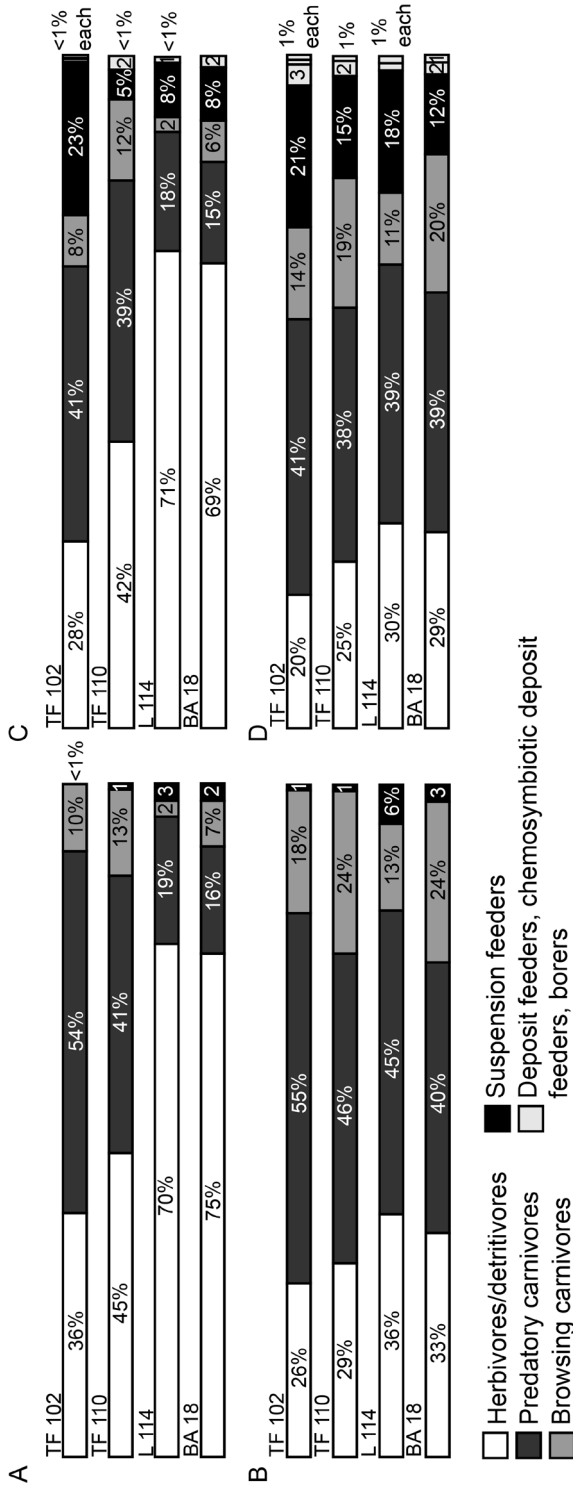 A
TF 102
36%
54%
10%
<1%
TF 110
45%
41%
13%
1
L 114
70%
19%
2
3
BA 18
75%
16%
7%
2
B
TF 102
26%
55%
18%
1
TF 110
29%
46%
24%
1
L 114
36%
45%
13%
6%
BA 18
33%
40%
24%
3
C
TF 102
28%
41%
8%
23%
<1%
each
TF 110
42%
39%
12%
5%
2
<1%
L 114
71%
18%
2
8%
1
<1%
BA 18
69%
15%
6%
8%
2
D
TF 102
20%
41%
14%
21%
3
1%
each
TF 110
25%
38%
19%
15%
2
1%
L 114
30%
39%
11%
18%
1%
each
BA 18
29%
39%
20%
12%
2
1
Herbivores/detritivores
Predatory carnivores
Browsing carnivores
Suspension feeders
Deposit feeders, chemosymbiotic deposit
feeders, borers